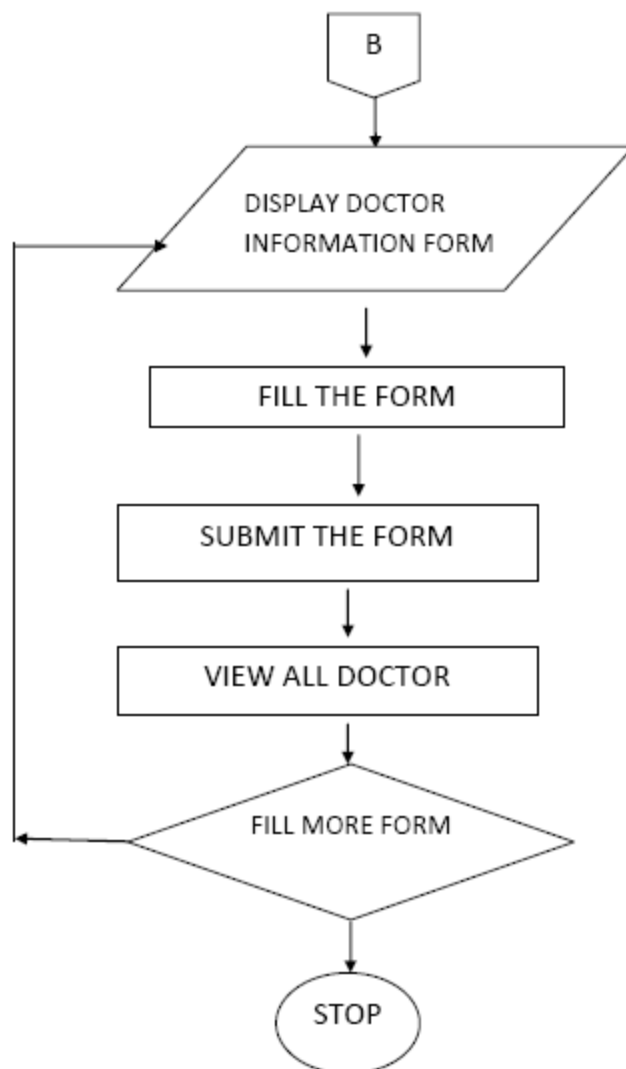 B
DISPLAY DOCTOR
INFORMATION FORM
FILL THE FORM
SUBMIT THE FORM
VIEW ALL DOCTOR
FILL MORE FORM
STOP